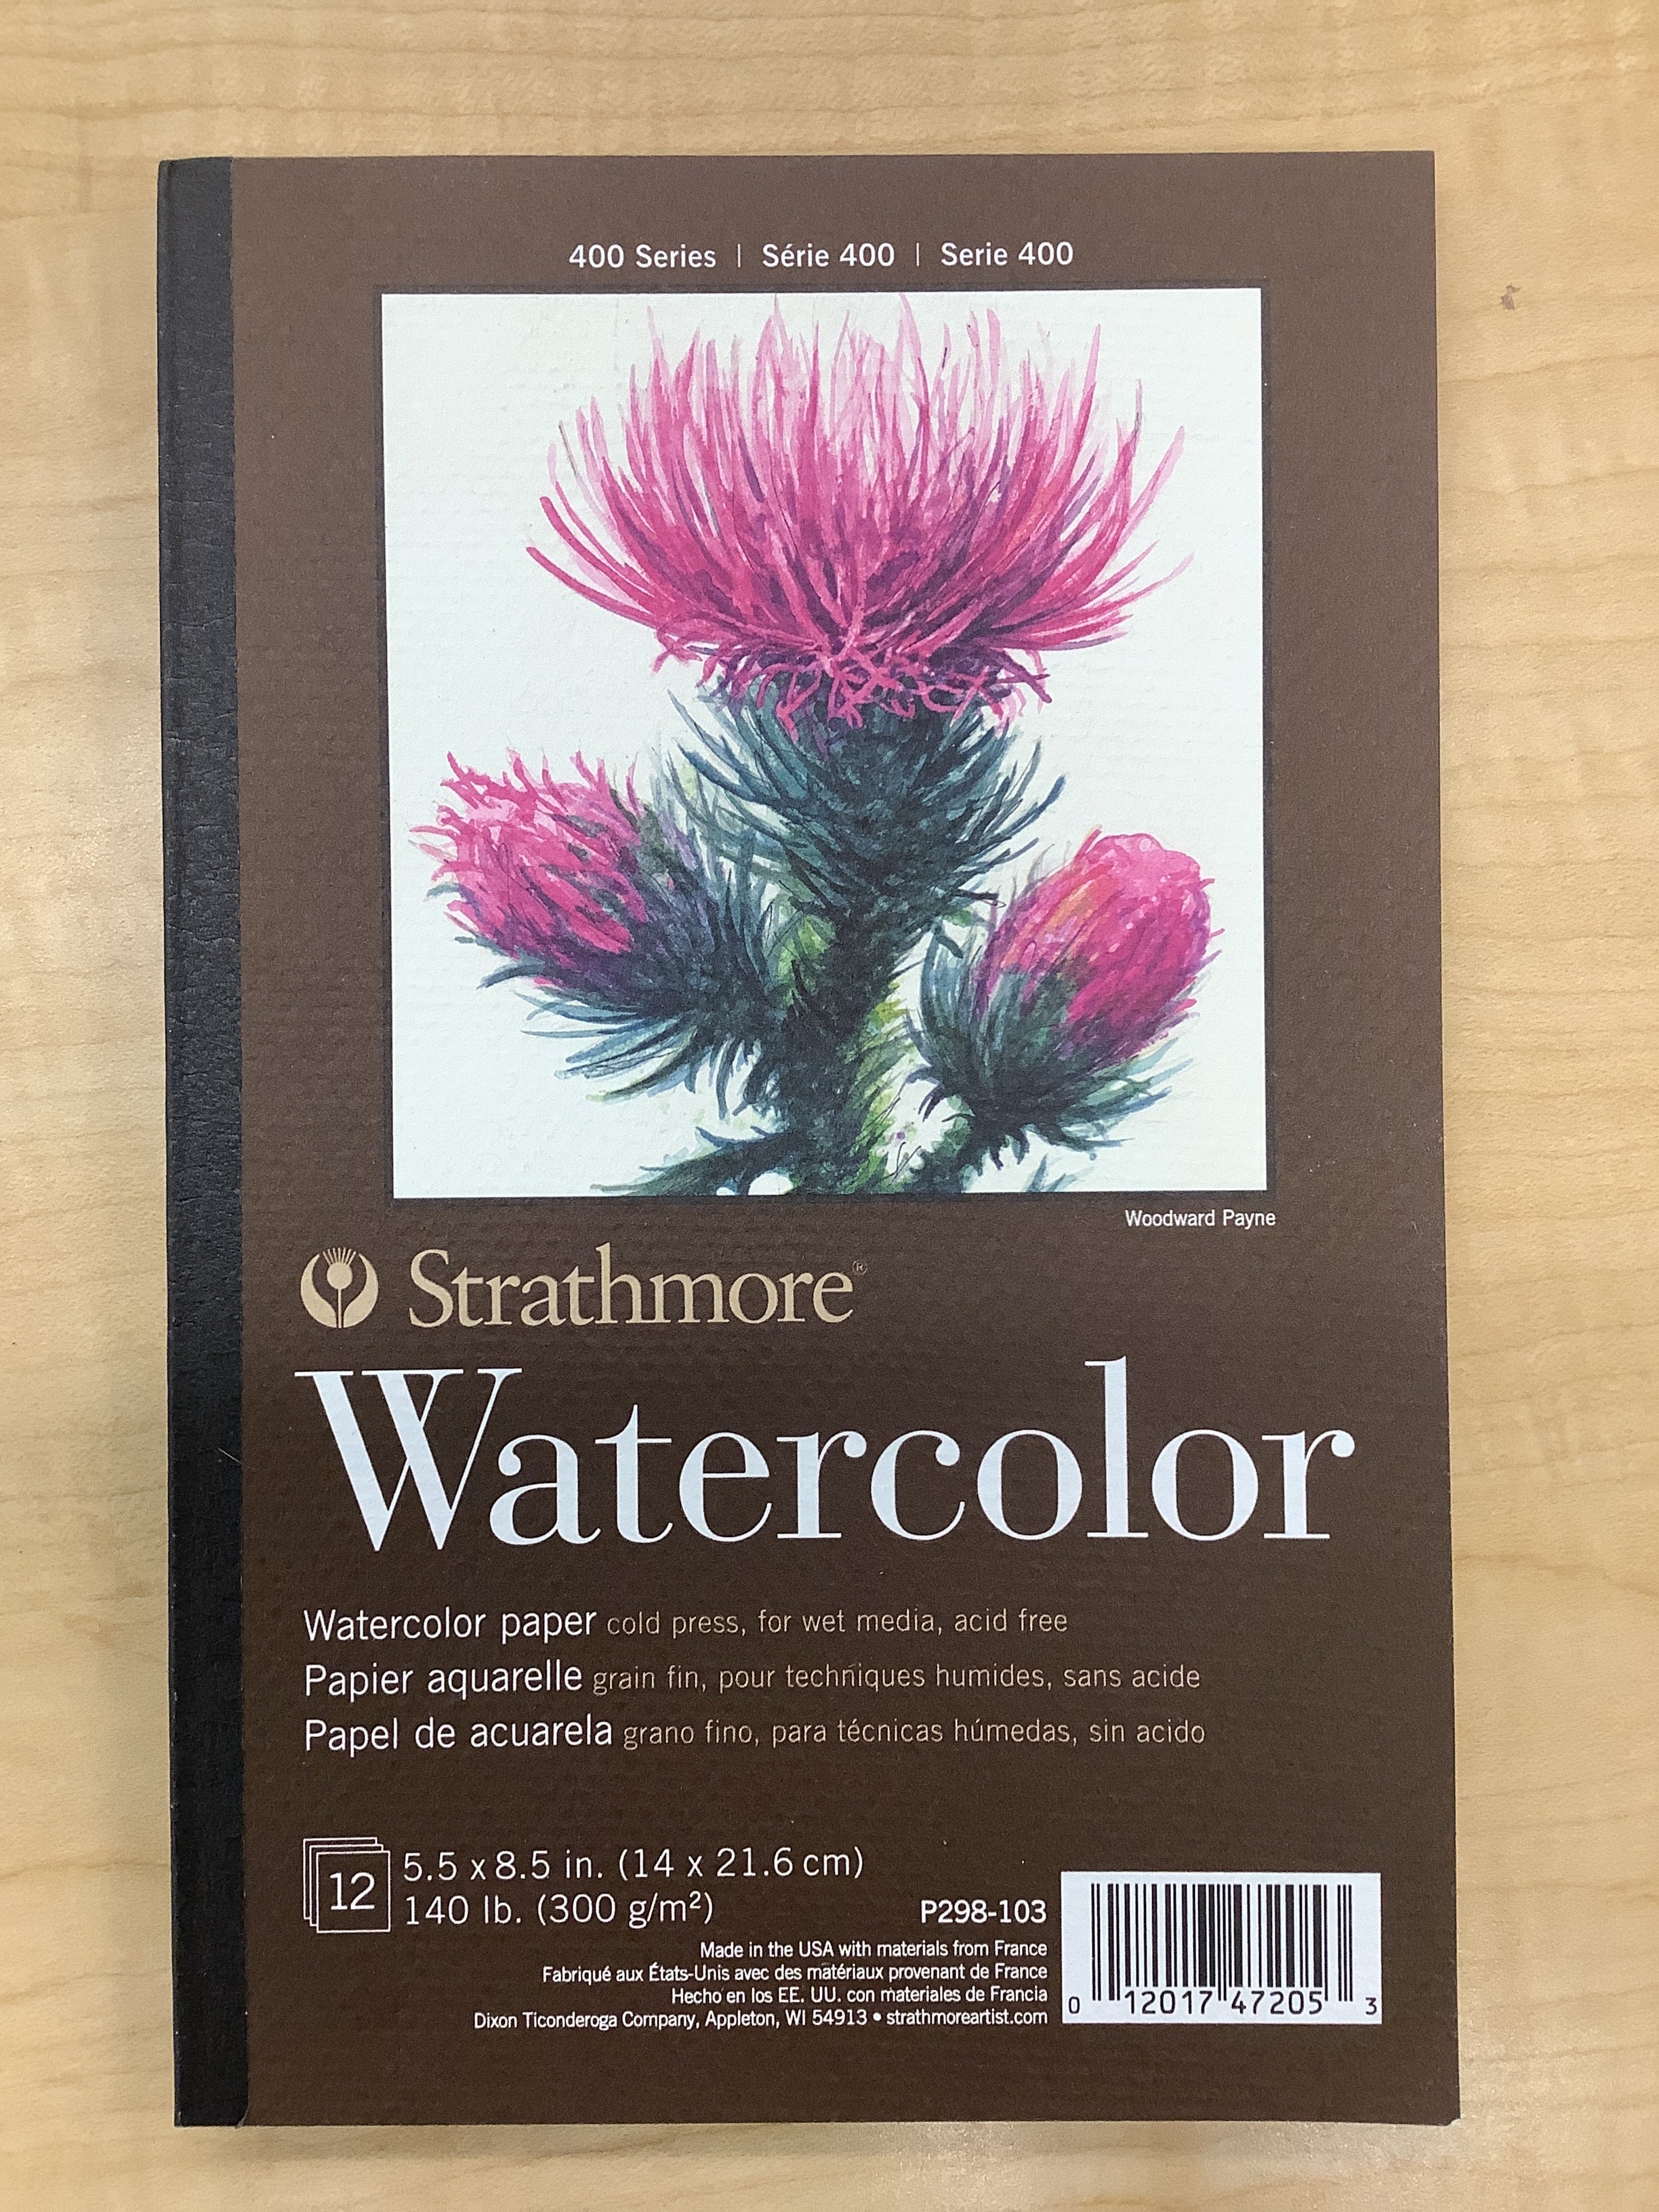 400 Series | Série 400 | Serie 400
Woodward Payne
Strathmore®
Watercolor
Watercolor paper cold press, for wet media, acid free
Papier aquarelle grain fin, pour techniques humides, sans acide
Papel de acuarela grano fino, para técnicas húmedas, sin acido
12
5.5 x 8.5 in. (14 x 21.6 cm)
140 lb. (300 g/m²)
P298-103
Made in the USA with materials from France
Fabriqué aux États-Unis avec des matériaux provenant de France
Hecho en los EE. UU. con materiales de Francia
Dixon Ticonderoga Company, Appleton, WI 54913 • strathmoreartist.com
0 12017 47205 3